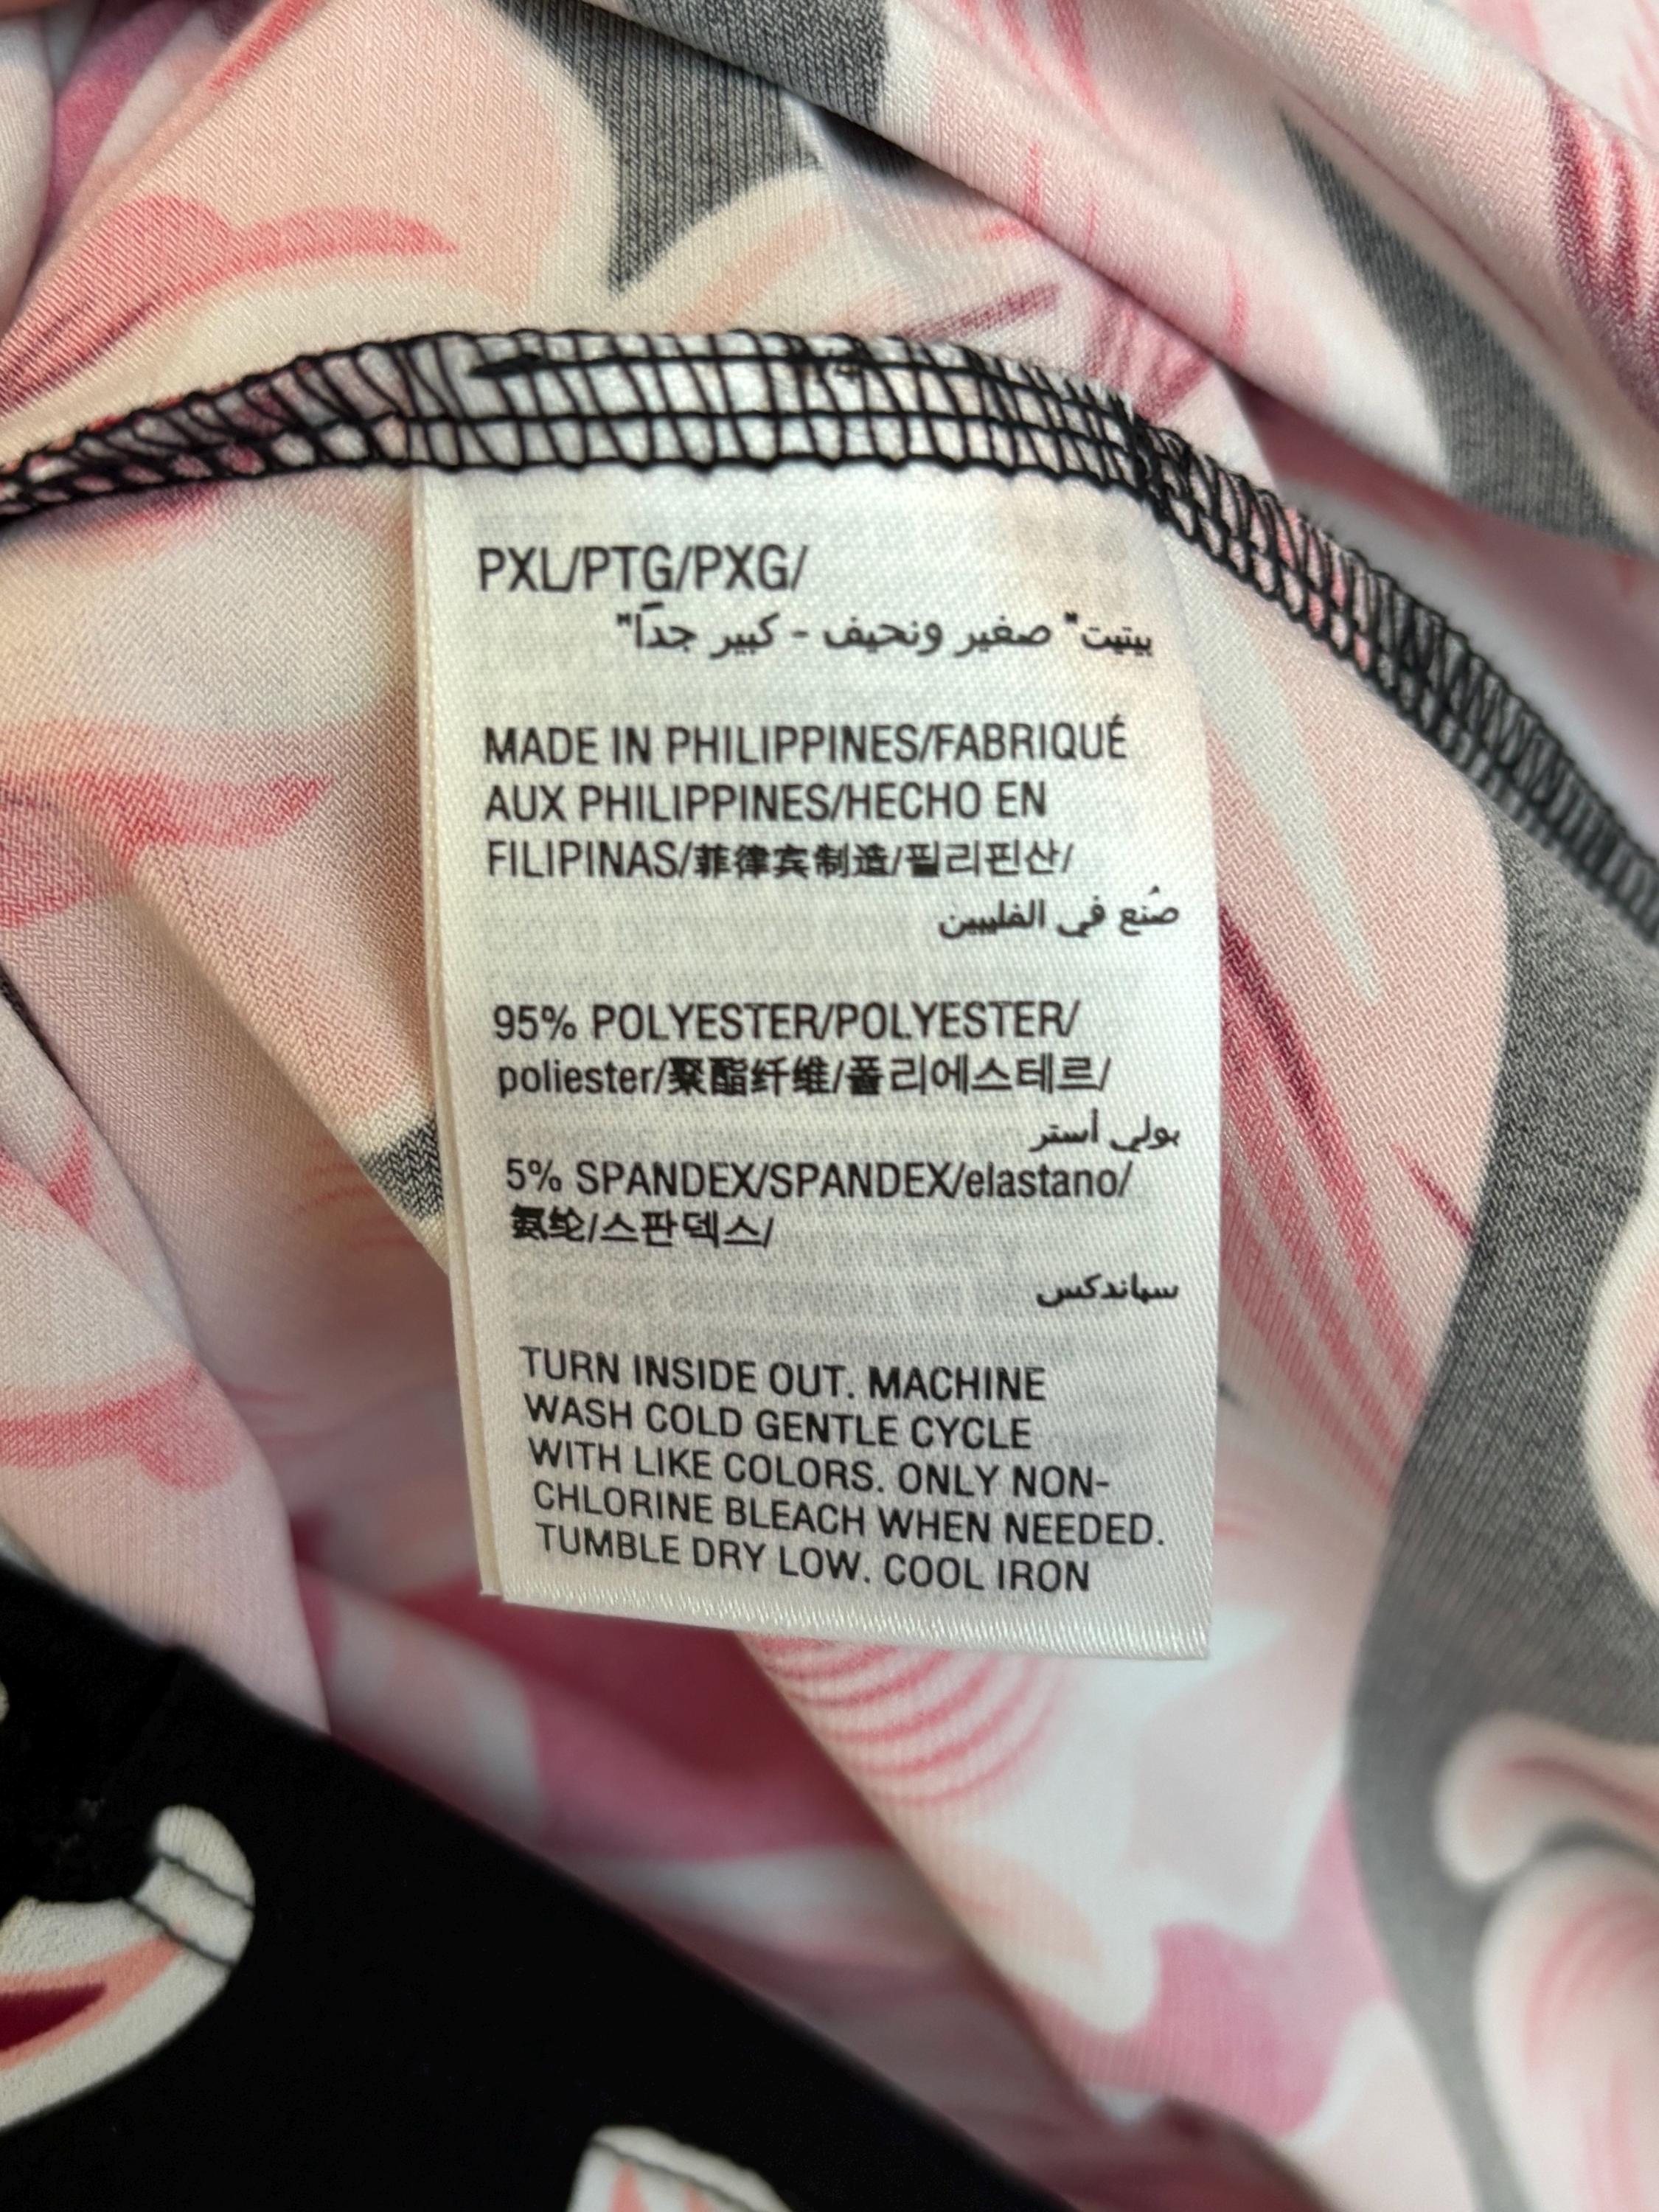 PXL/PTG/PXG/
بيتيت" صغير ونحيف - كبير جداً"
MADE IN PHILIPPINES/FABRIQUÉ
AUX PHILIPPINES/HECHO EN
FILIPINAS/菲律宾制造/필리핀산/
صُنع في الفليبين
95% POLYESTER/POLYESTER/
poliester/聚酯纤维/폴리에스테르/
بولي أستر
5% SPANDEX/SPANDEX/elastano/
氨纶/스판덱스/
سباندكس
TURN INSIDE OUT. MACHINE
WASH COLD GENTLE CYCLE
WITH LIKE COLORS. ONLY NON-
CHLORINE BLEACH WHEN NEEDED.
TUMBLE DRY LOW. COOL IRON